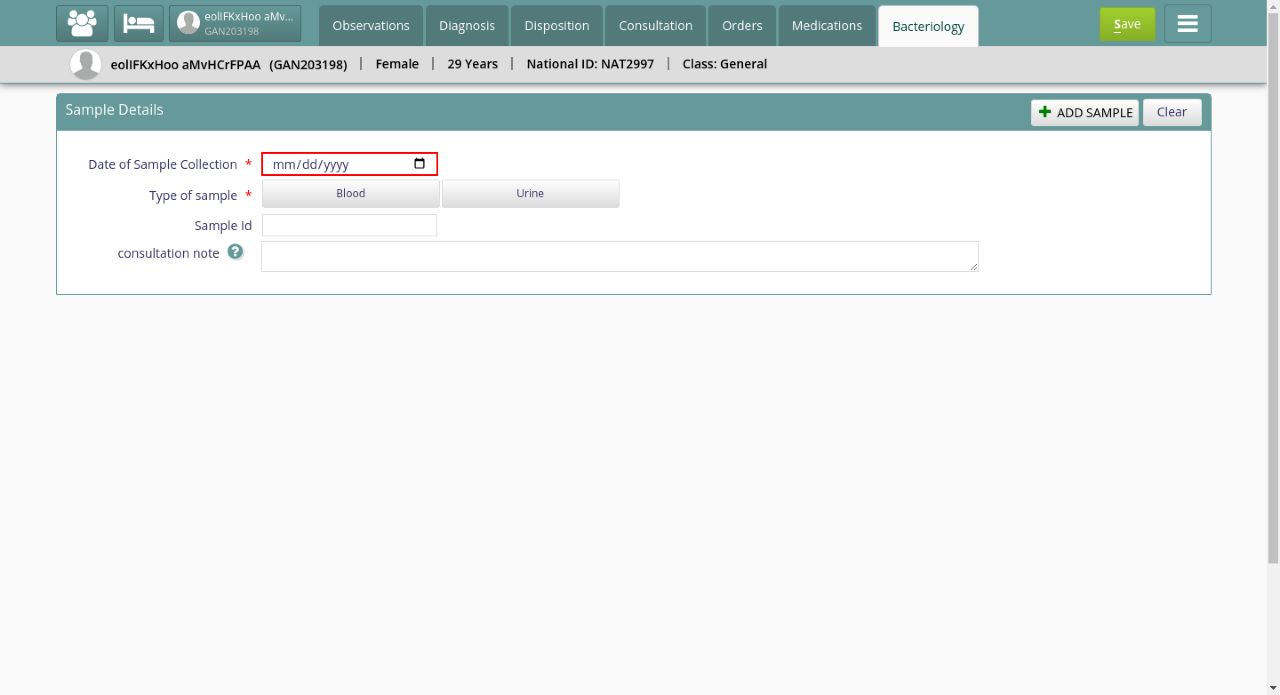 eolIFKxHoo aMv...
GAN203198
Observations
Diagnosis
Disposition
Consultation
Orders
Medications
Bacteriology
Save
eolIFKxHoo aMvHCrFPAA (GAN203198) | Female | 29 Years | National ID: NAT2997 | Class: General
Sample Details
ADD SAMPLE
Clear
Date of Sample Collection *
mm/dd/yyyy
Type of sample *
Blood
Urine
Sample Id
consultation note ?